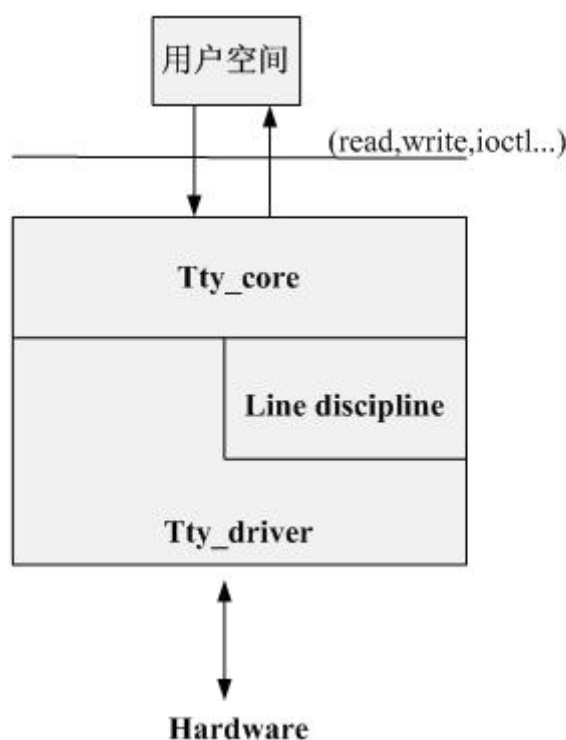 用户空间
(read,write,ioctl...)
Tty_core
Line discipline
Tty_driver
Hardware